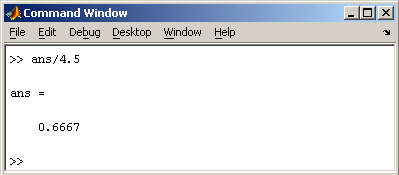 Command Window
File Edit Debug Desktop Window Help
>> ans/4.5
ans =
0.6667
>>